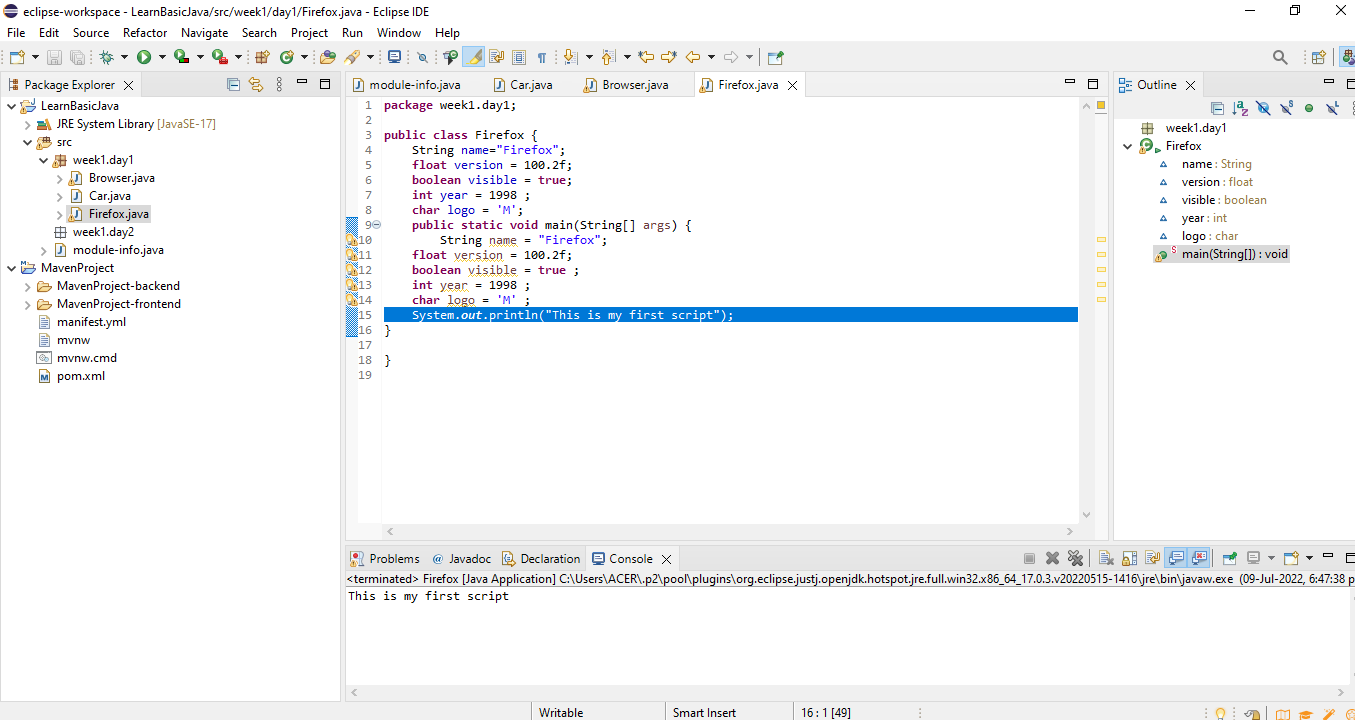 eclipse-workspace - LearnBasicJava/src/week1/day1/Firefox.java - Eclipse IDE
File Edit Source Refactor Navigate Search Project Run Window Help
Package Explorer
LearnBasicJava
JRE System Library [JavaSE-17]
src
week1.day1
Browser.java
Car.java
Firefox.java
week1.day2
module-info.java
MavenProject
MavenProject-backend
MavenProject-frontend
manifest.yml
mvnw
mvnw.cmd
pom.xml
module-info.java Car.java Browser.java Firefox.java
1 package week1.day1;
2
3 public class Firefox {
4 String name="Firefox";
5 float version = 100.2f;
6 boolean visible = true;
7 int year = 1998 ;
8 char logo = 'M';
9 public static void main(String[] args) {
10 String name = "Firefox";
11 float version = 100.2f;
12 boolean visible = true ;
13 int year = 1998 ;
14 char logo = 'M' ;
15 System.out.println("This is my first script");
16 }
17
18 }
19
Outline
week1.day1
Firefox
name : String
version : float
visible : boolean
year : int
logo : char
main(String[]) : void
Problems @ Javadoc Declaration Console
<terminated> Firefox [Java Application] C:\Users\ACER\.p2\pool\plugins\org.eclipse.justj.openjdk.hotspot.jre.full.win32.x86_64_17.0.3.v20220515-1416\jre\bin\javaw.exe (09-Jul-2022, 6:47:38 p
This is my first script
Writable Smart Insert 16 : 1 [49]